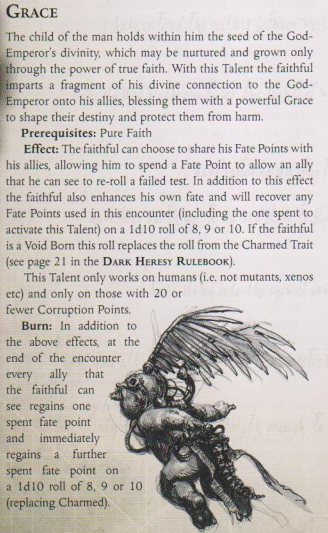 GRACE
The child of the man holds within him the seed of the God-
Emperor's divinity, which may be nurtured and grown only
through the power of true faith. With this Talent the faithful
imparts a fragment of his divine connection to the God-
Emperor onto his allies, blessing them with a powerful Grace
to shape their destiny and protect them from harm.
Prerequisites: Pure Faith
Effect: The faithful can choose to share his Fate Points with
his allies, allowing him to spend a Fate Point to allow an ally
that he can see to re-roll a failed test. In addition to this effect
the faithful also enhances his own fate and will recover any
Fate Points used in this encounter (including the one spent to
activate this Talent) on a 1d10 roll of 8, 9 or 10. If the faithful
is a Void Born this roll replaces the roll from the Charmed Trait
(see page 21 in the DARK HERESY RULEBOOK).
This Talent only works on humans (i.e. not mutants, xenos
etc) and only on those with 20 or
fewer Corruption Points.
Burn: In addition to
the above effects, at the
end of the encounter
every ally that
the faithful can
see regains one
spent fate point
and immediately
regains a further
spent fate point on
a 1d10 roll of 8, 9 or 10
(replacing Charmed).